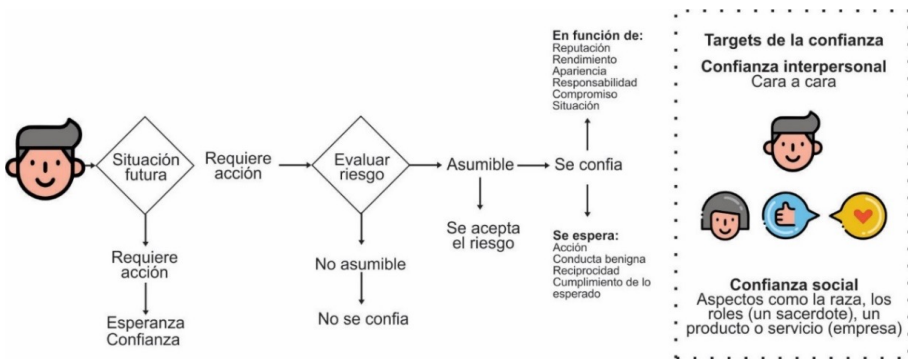 Situación
futura
Requiere
acción
Esperanza
Confianza
Requiere
acción
Evaluar
riesgo
No asumible
No se confia
Asumible
Se acepta
el riesgo
Se confia
En función de:
Reputación
Rendimiento
Apariencia
Responsabilidad
Compromiso
Situación
Se espera:
Acción
Conducta benigna
Reciprocidad
Cumplimiento de lo
esperado
Targets de la confianza
Confianza interpersonal
Cara a cara
Confianza social
Aspectos como la raza, los
roles (un sacerdote), un
producto o servicio (empresa)